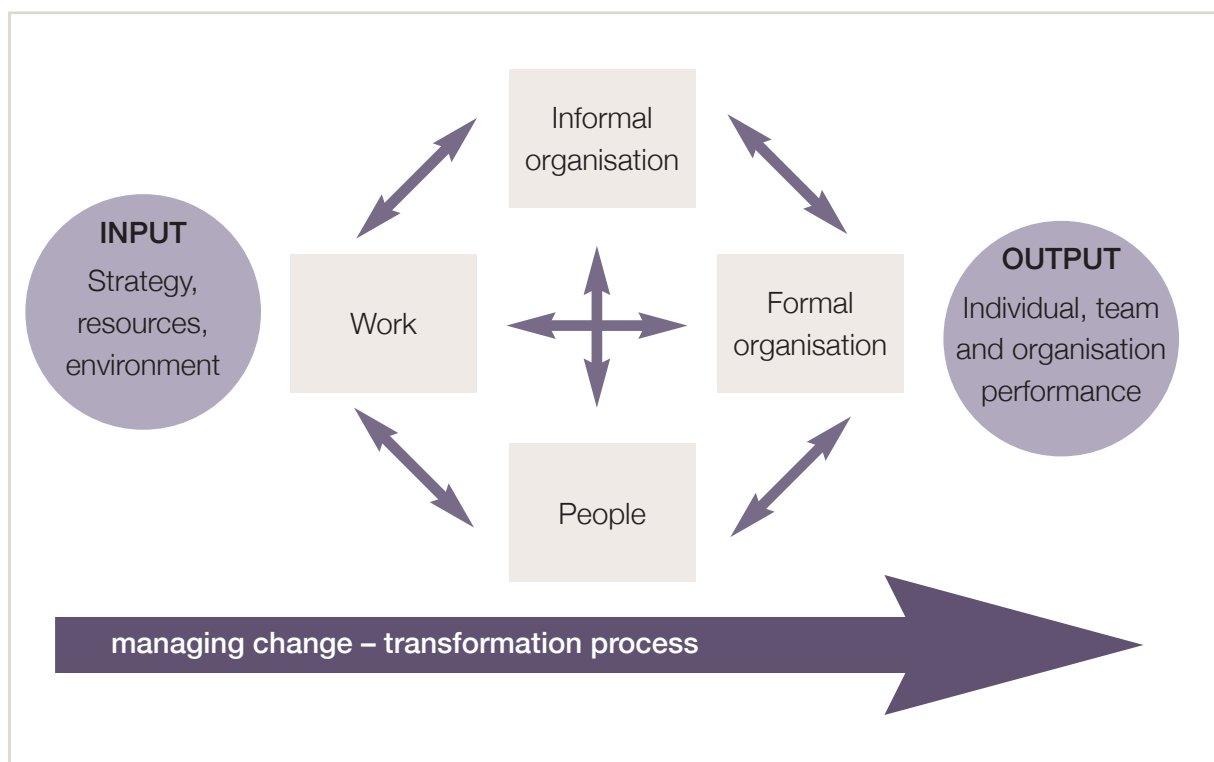 Informal
organisation
INPUT
Strategy,
resources,
environment
Work
Formal
organisation
OUTPUT
Individual, team
and organisation
performance
People
managing change – transformation process